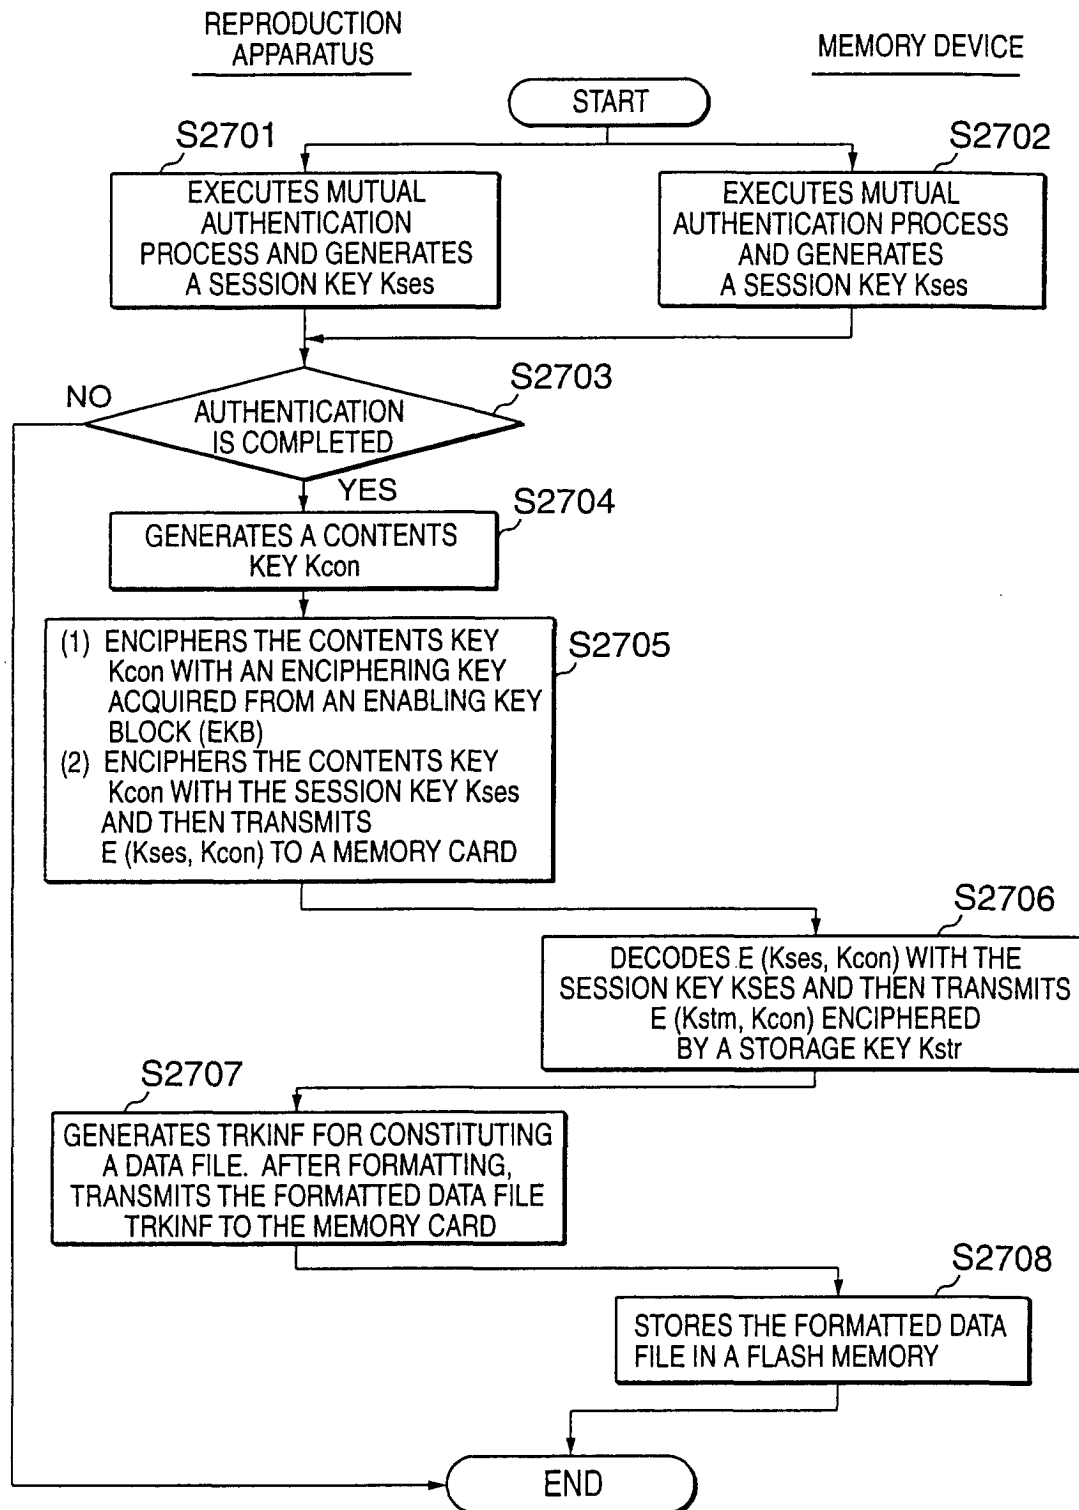 REPRODUCTION
APPARATUS
MEMORY DEVICE
START
S2701
S2702
EXECUTES MUTUAL
AUTHENTICATION
PROCESS AND GENERATES
A SESSION KEY Kses
EXECUTES MUTUAL
AUTHENTICATION PROCESS
AND GENERATES
A SESSION KEY Kses
S2703
NO
AUTHENTICATION
IS COMPLETED
YES
S2704
GENERATES A CONTENTS
KEY Kcon
S2705
(1) ENCIPHERS THE CONTENTS KEY
Kcon WITH AN ENCIPHERING KEY
ACQUIRED FROM AN ENABLING KEY
BLOCK (EKB)
(2) ENCIPHERS THE CONTENTS KEY
Kcon WITH THE SESSION KEY Kses
AND THEN TRANSMITS
E (Kses, Kcon) TO A MEMORY CARD
S2706
DECODES E (Kses, Kcon) WITH THE
SESSION KEY KSES AND THEN TRANSMITS
E (Kstm, Kcon) ENCIPHERED
BY A STORAGE KEY Kstr
S2707
GENERATES TRKINF FOR CONSTITUTING
A DATA FILE. AFTER FORMATTING,
TRANSMITS THE FORMATTED DATA FILE
TRKINF TO THE MEMORY CARD
S2708
STORES THE FORMATTED DATA
FILE IN A FLASH MEMORY
END